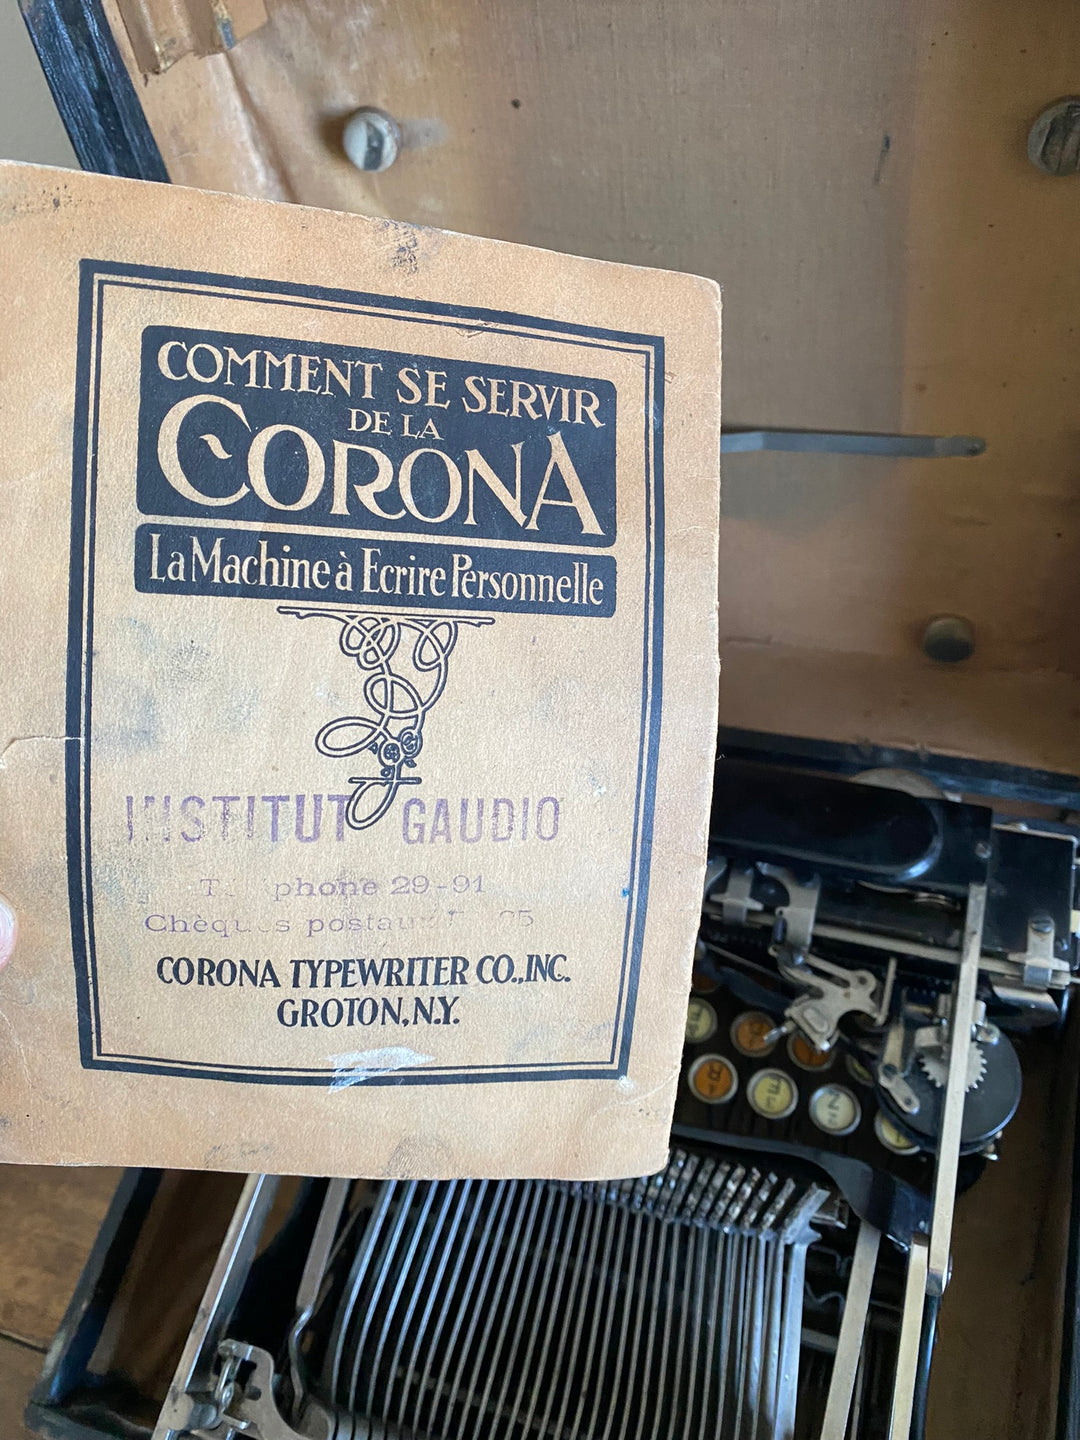 COMMENT SE SERVIR
DE LA
CORONA
La Machine à Ecrire Personnelle
INSTITUT GAUDIO
phone 29-91
Chèques postaux
CORONA TYPEWRITER CO., INC.
GROTON, N.Y.